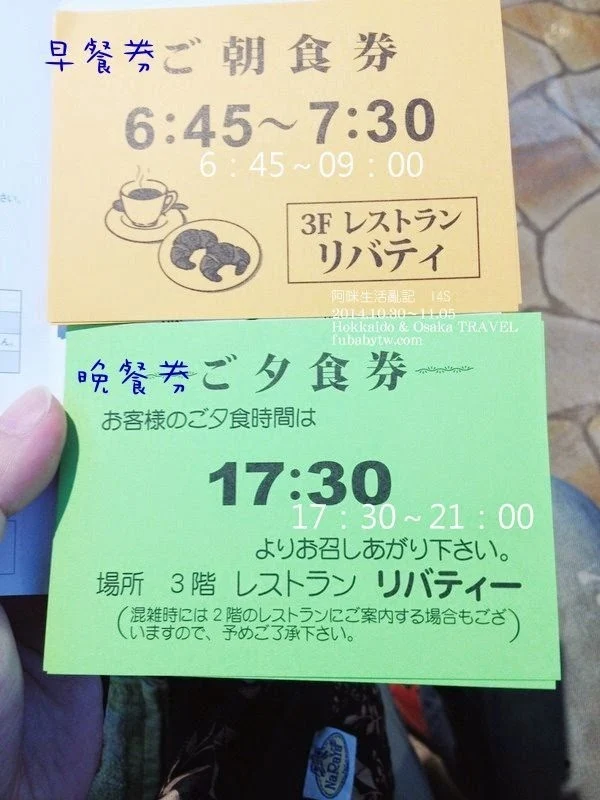 早餐券
ご朝食券
6:45～7:30
6：45～09：00
3F レストラン
リバティ
さい。
ん。
阿咪生活亂記 14S
2014.10.30～11.05
Hokkaido & Osaka TRAVEL
fubabytw.com
晚餐券
ご夕食券
お客様のご夕食時間は
17:30
17：30～21：00
よりお召しあがり下さい。
場所 3階 レストラン リバティー
（混雑時には2階のレストランにご案内する場合もござ
いますので、予めご了承下さい。）
NaRaYa